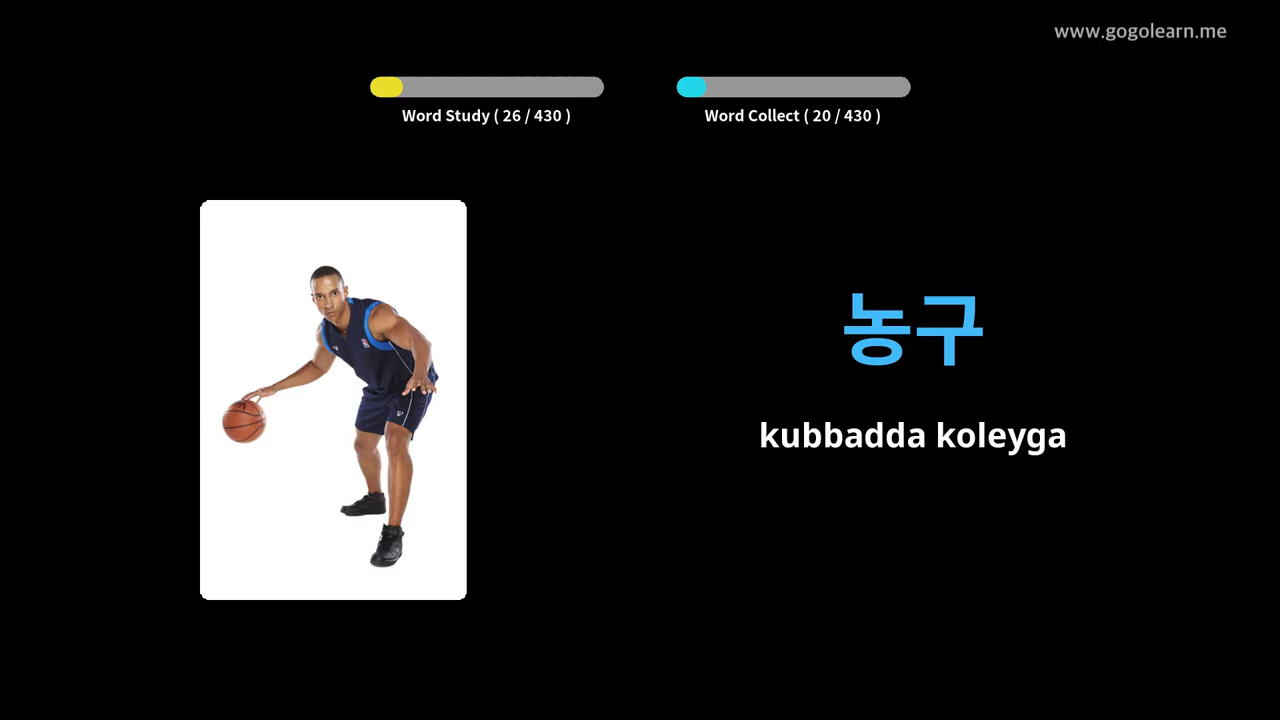 www.gogolearn.me
Word Study ( 26 / 430 )
Word Collect ( 20 / 430 )
농구
kubbadda koleyga